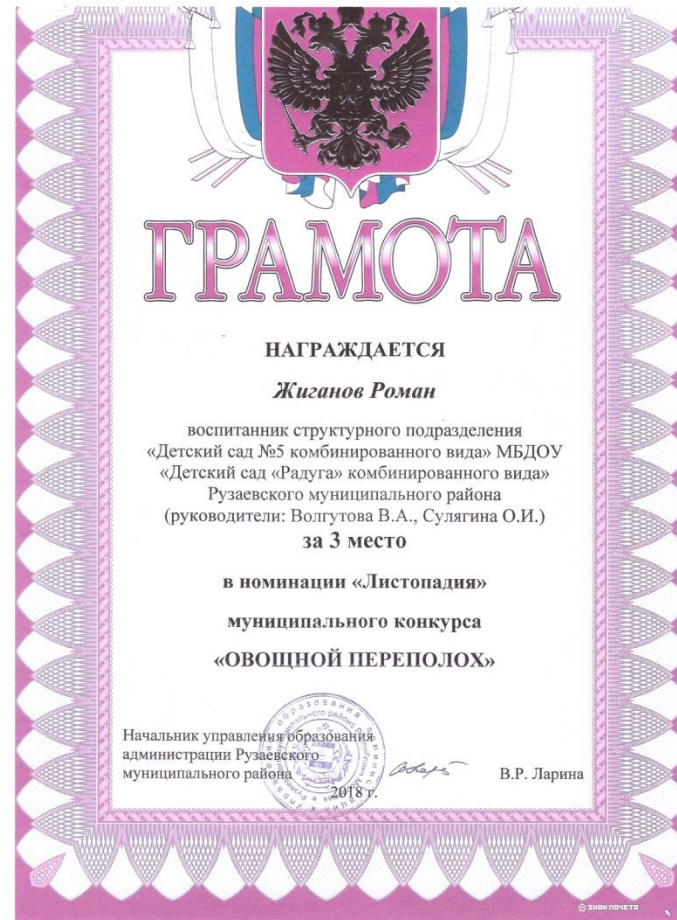 ГРАМОТА
НАГРАЖДАЕТСЯ
Жиганов Роман
воспитанник структурного подразделения
«Детский сад №5 комбинированного вида» МБДОУ
«Детский сад «Радуга» комбинированного вида»
Рузаевского муниципального района
(руководители: Волгутова В.А., Сулягина О.И.)
за 3 место
в номинации «Листопадия»
муниципального конкурса
«ОВОЩНОЙ ПЕРЕПОЛОХ»
Начальник управления образования
администрации Рузаевского
муниципального района
В.Р. Ларина
2018 г.
ЗНАК ПОЧЕТА